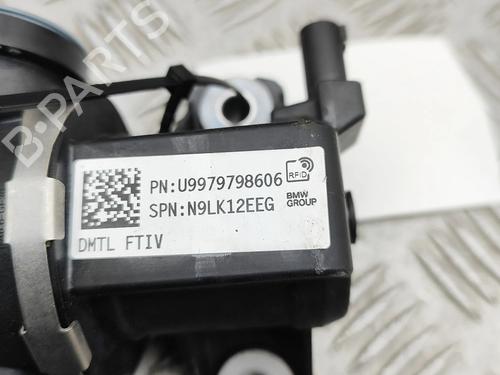 B-PARTS
PN:U9979798606
RFID
SPN:N9LK12EEG
BMW
GROUP
DMTL FTIV